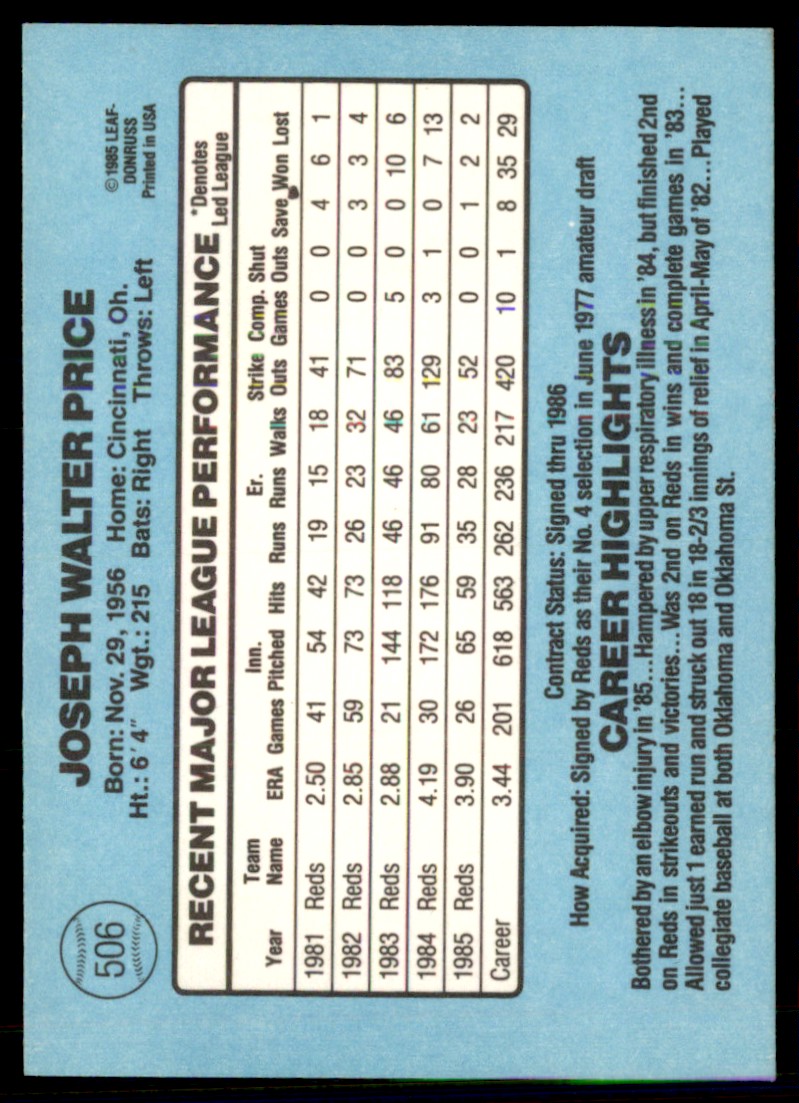 506
JOSEPH WALTER PRICE
Born: Nov. 29, 1956 Home: Cincinnati, Oh.
Ht.: 6' 4" Wgt.: 215 Bats: Right Throws: Left
©1985 LEAF-
DONRUSS
Printed in USA
RECENT MAJOR LEAGUE PERFORMANCE
*Denotes
Led League
Team Inn. Er. Strike Comp. Shut
Year Name ERA Games Pitched Hits Runs Runs Walks Outs Games Outs Save Won Lost
1981 Reds 2.50 41 54 42 19 15 18 41 0 0 4 6 1
1982 Reds 2.85 59 73 73 26 23 32 71 0 0 3 3 4
1983 Reds 2.88 21 144 118 46 46 46 83 5 0 0 10 6
1984 Reds 4.19 30 172 176 91 80 61 129 3 1 0 7 13
1985 Reds 3.90 26 65 59 35 28 23 52 0 0 1 2 2
Career 3.44 201 618 563 262 236 217 420 10 1 8 35 29
Contract Status: Signed thru 1986
How Acquired: Signed by Reds as their No. 4 selection in June 1977 amateur draft
CAREER HIGHLIGHTS
Bothered by an elbow injury in '85...Hampered by upper respiratory illness in '84, but finished 2nd
on Reds in strikeouts and victories...Was 2nd on Reds in wins and complete games in '83...
Allowed just 1 earned run and struck out 18 in 18-2/3 innings of relief in April-May of '82...Played
collegiate baseball at both Oklahoma and Oklahoma St.